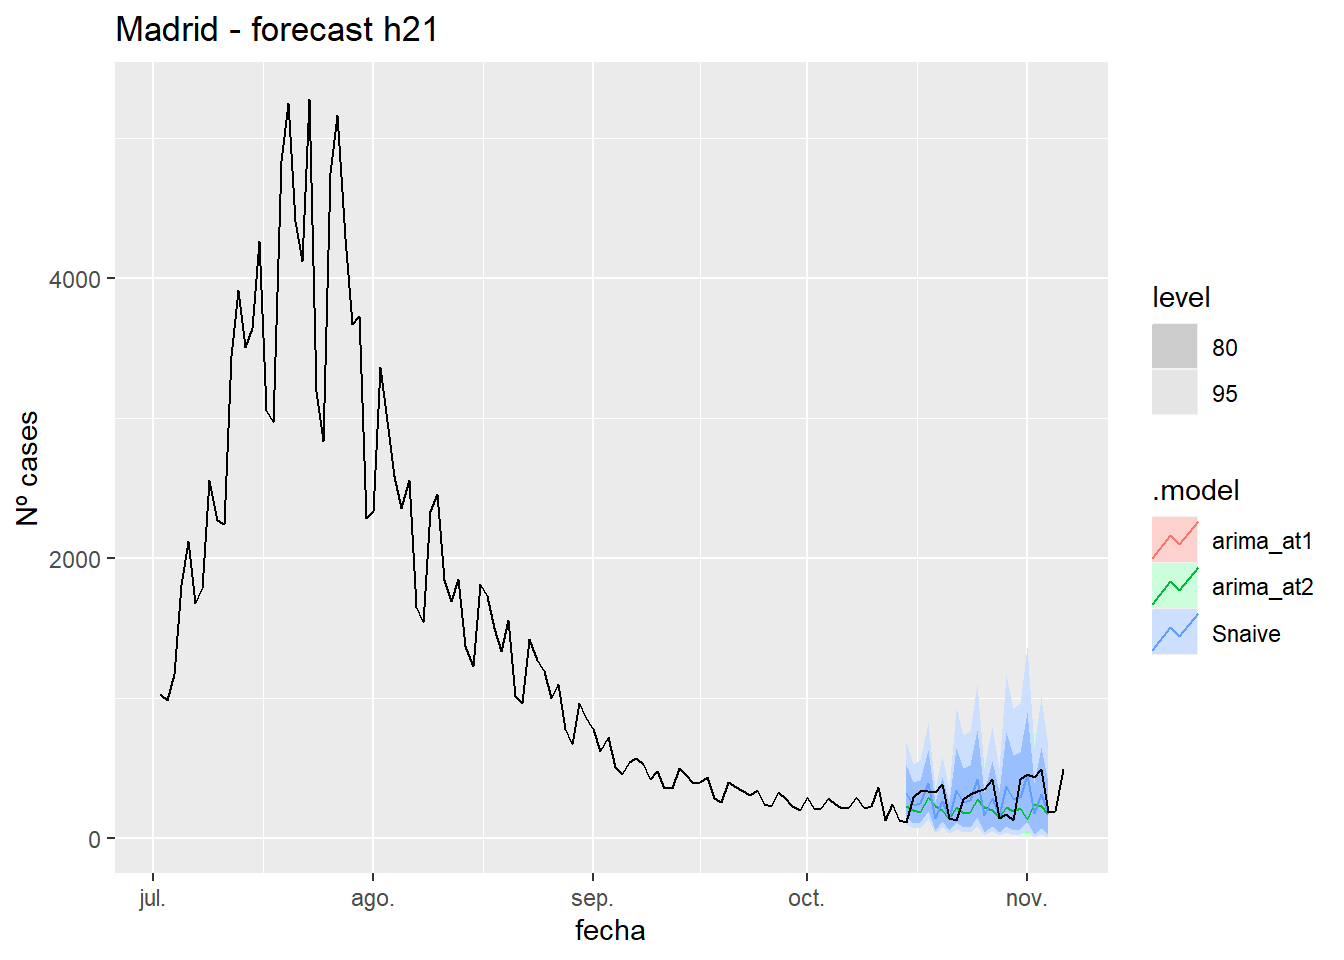 Madrid - forecast h21
Nº cases
4000
2000
0
jul.
ago.
sep.
oct.
nov.
fecha
level
80
95
.model
arima_at1
arima_at2
Snaive